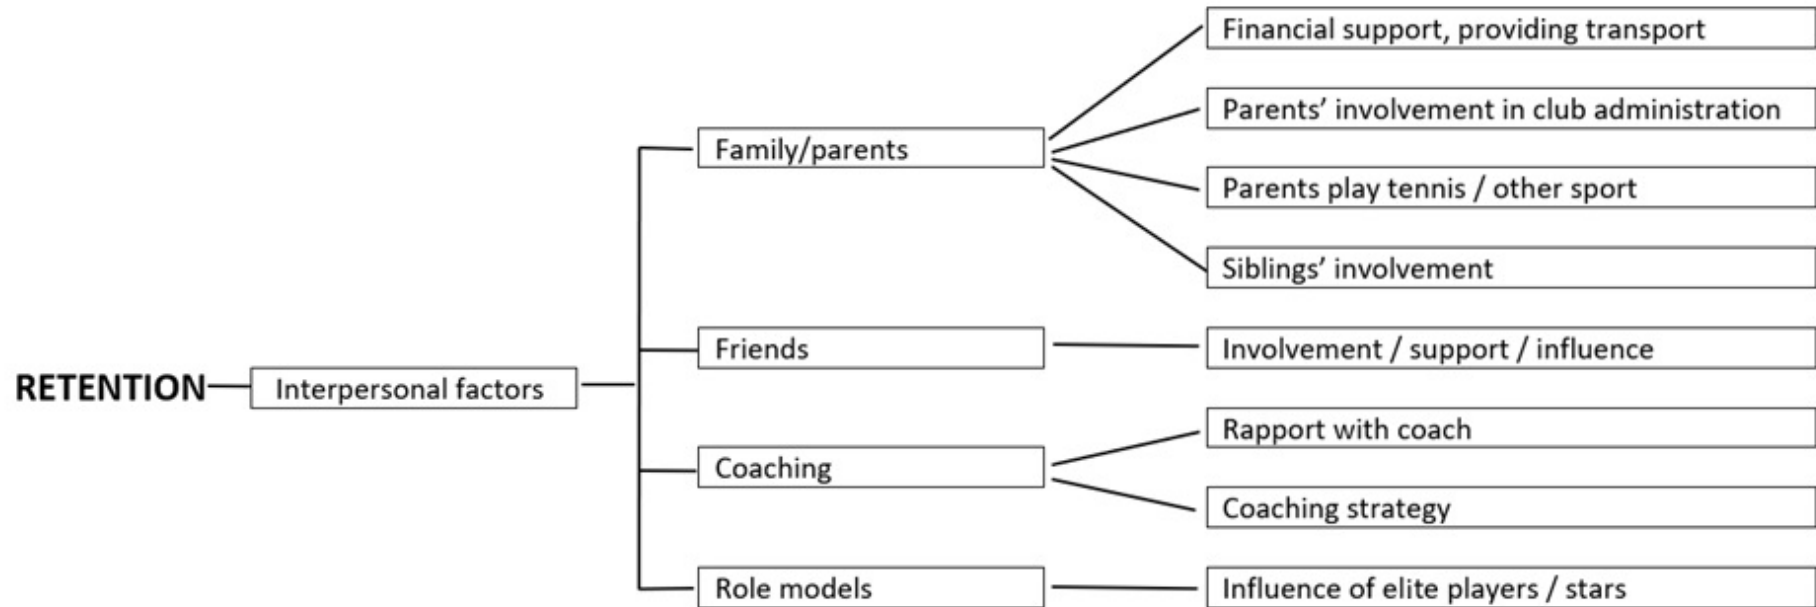 Financial support, providing transport
Parents’ involvement in club administration
Family/parents
Parents play tennis / other sport
Siblings’ involvement
Friends
Involvement / support / influence
RETENTION
Interpersonal factors
Rapport with coach
Coaching
Coaching strategy
Role models
Influence of elite players / stars